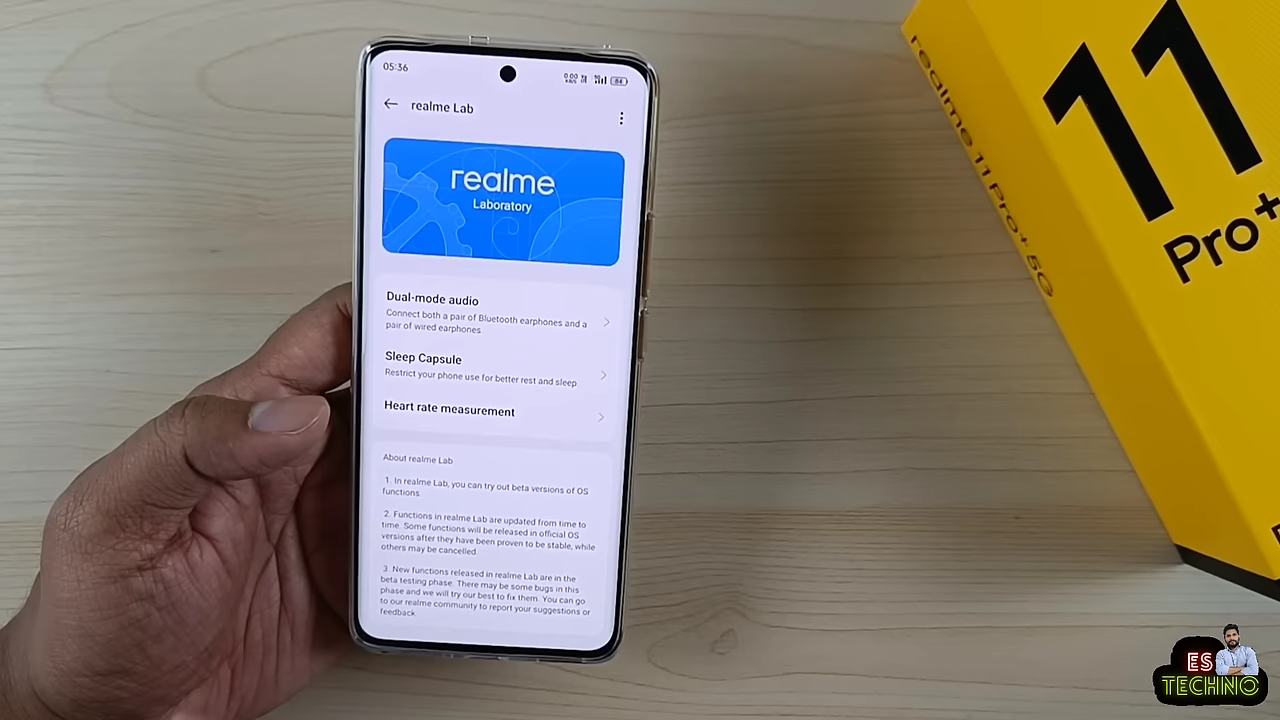 05:36
realme Lab
realme
Laboratory
Dual-mode audio
Connect both a pair of Bluetooth earphones and a
pair of wired earphones
Sleep Capsule
Restrict your phone use for better rest and sleep
Heart rate measurement
About realme Lab
1. In realme Lab, you can try out beta versions of OS
functions.
2. Functions in realme Lab are updated from time to
time. Some functions will be released in official OS
versions after they have been proven to be stable, while
others may be cancelled.
3. New functions released in realme Lab are in the
beta testing phase. There may be some bugs in this
phase and we will try our best to fix them. You can go
to our realme community to report your suggestions or
feedback.
realme 11 Pro+ 5G
11
Pro+
ES
TECHNO